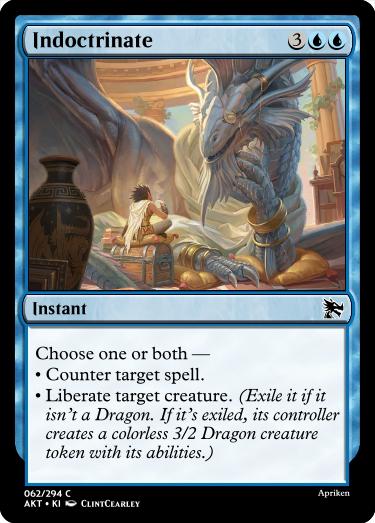 Indoctrinate 3
Instant
Choose one or both —
• Counter target spell.
• Liberate target creature. (Exile it if it
isn't a Dragon. If it's exiled, its controller
creates a colorless 3/2 Dragon creature
token with its abilities.)
062/294 C
Apriken
AKT • KI CLINTCEARLEY